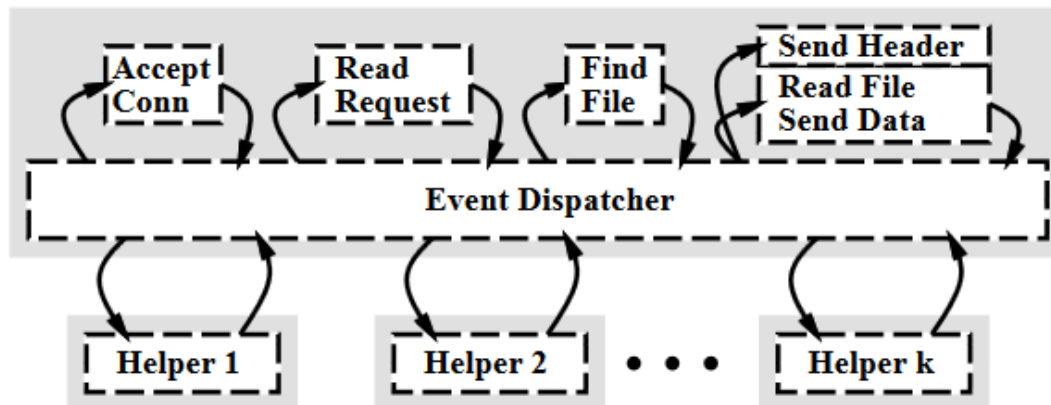 Accept
Conn
Read
Request
Find
File
Send Header
Read File
Send Data
Event Dispatcher
Helper 1
Helper 2
Helper k